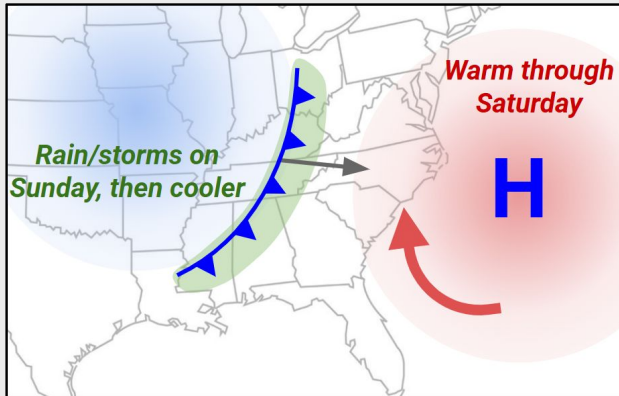 Warm through
Saturday
Rain/storms on
Sunday, then cooler
H